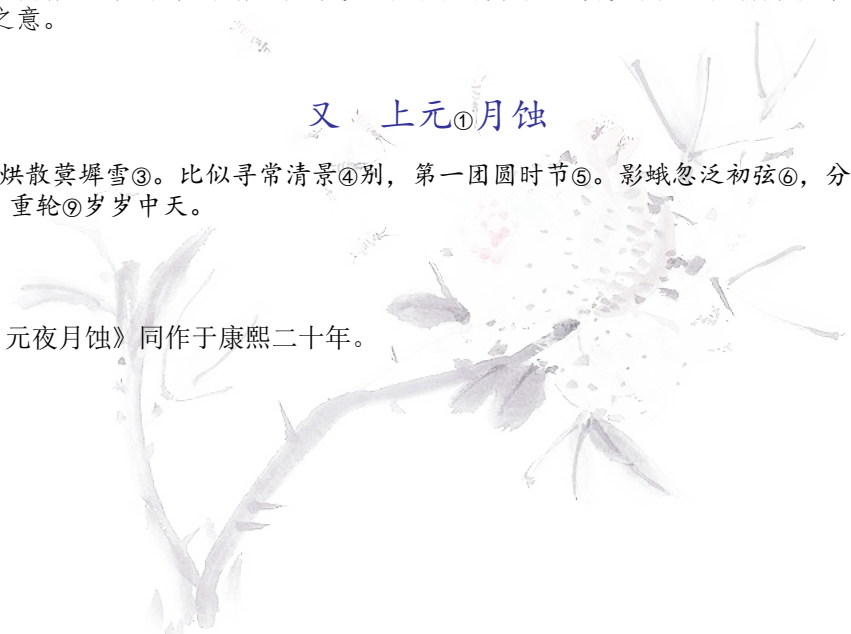 之意。
又 上元①月蚀
烘散蓂墀雪③。比似寻常清景④别，第一团圆时节⑤。影蛾忽泛初弦⑥，分
重轮⑨岁岁中天。
元夜月蚀》同作于康熙二十年。